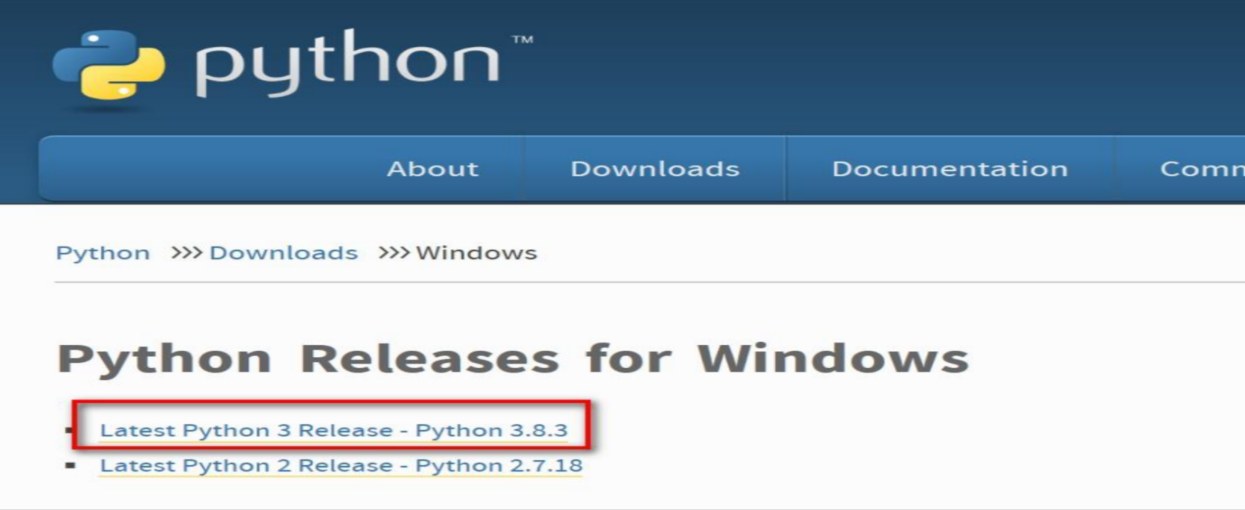 python™
About Downloads Documentation
Python >>> Downloads >>> Windows
Python Releases for Windows
Latest Python 3 Release - Python 3.8.3
Latest Python 2 Release - Python 2.7.18